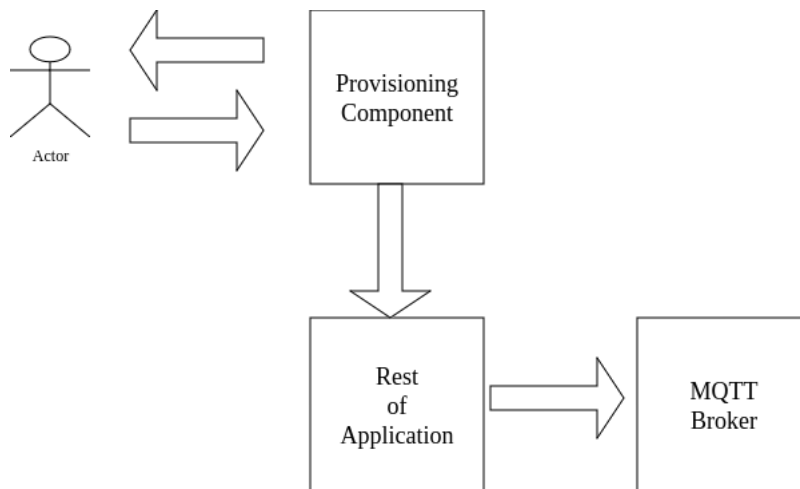 Provisioning
Component
Actor
Rest
of
Application
MQTT
Broker